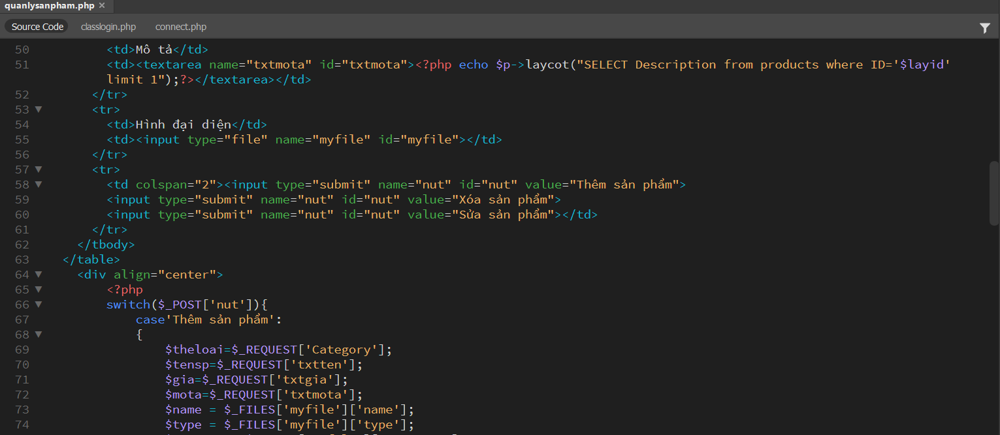 quanlysanpham.php ×
Source Code classlogin.php connect.php
50 <td>Mô tả</td>
51 <td><textarea name="txtmota" id="txtmota"><?php echo $p->laycot("SELECT Description from products where ID='$layid'
limit 1");?></textarea></td>
52 </tr>
53 ▼ <tr>
54 <td>Hình đại diện</td>
55 <td><input type="file" name="myfile" id="myfile"></td>
56 </tr>
57 ▼ <tr>
58 ▼ <td colspan="2"><input type="submit" name="nut" id="nut" value="Thêm sản phẩm">
59 <input type="submit" name="nut" id="nut" value="Xóa sản phẩm">
60 <input type="submit" name="nut" id="nut" value="Sửa sản phẩm"></td>
61 </tr>
62 </tbody>
63 </table>
64 ▼ <div align="center">
65 ▼ <?php
66 ▼ switch($_POST['nut']){
67 case'Thêm sản phẩm':
68 ▼ {
69 $theloai=$_REQUEST['Category'];
70 $tensp=$_REQUEST['txtten'];
71 $gia=$_REQUEST['txtgia'];
72 $mota=$_REQUEST['txtmota'];
73 $name = $_FILES['myfile']['name'];
74 $type = $_FILES['myfile']['type'];